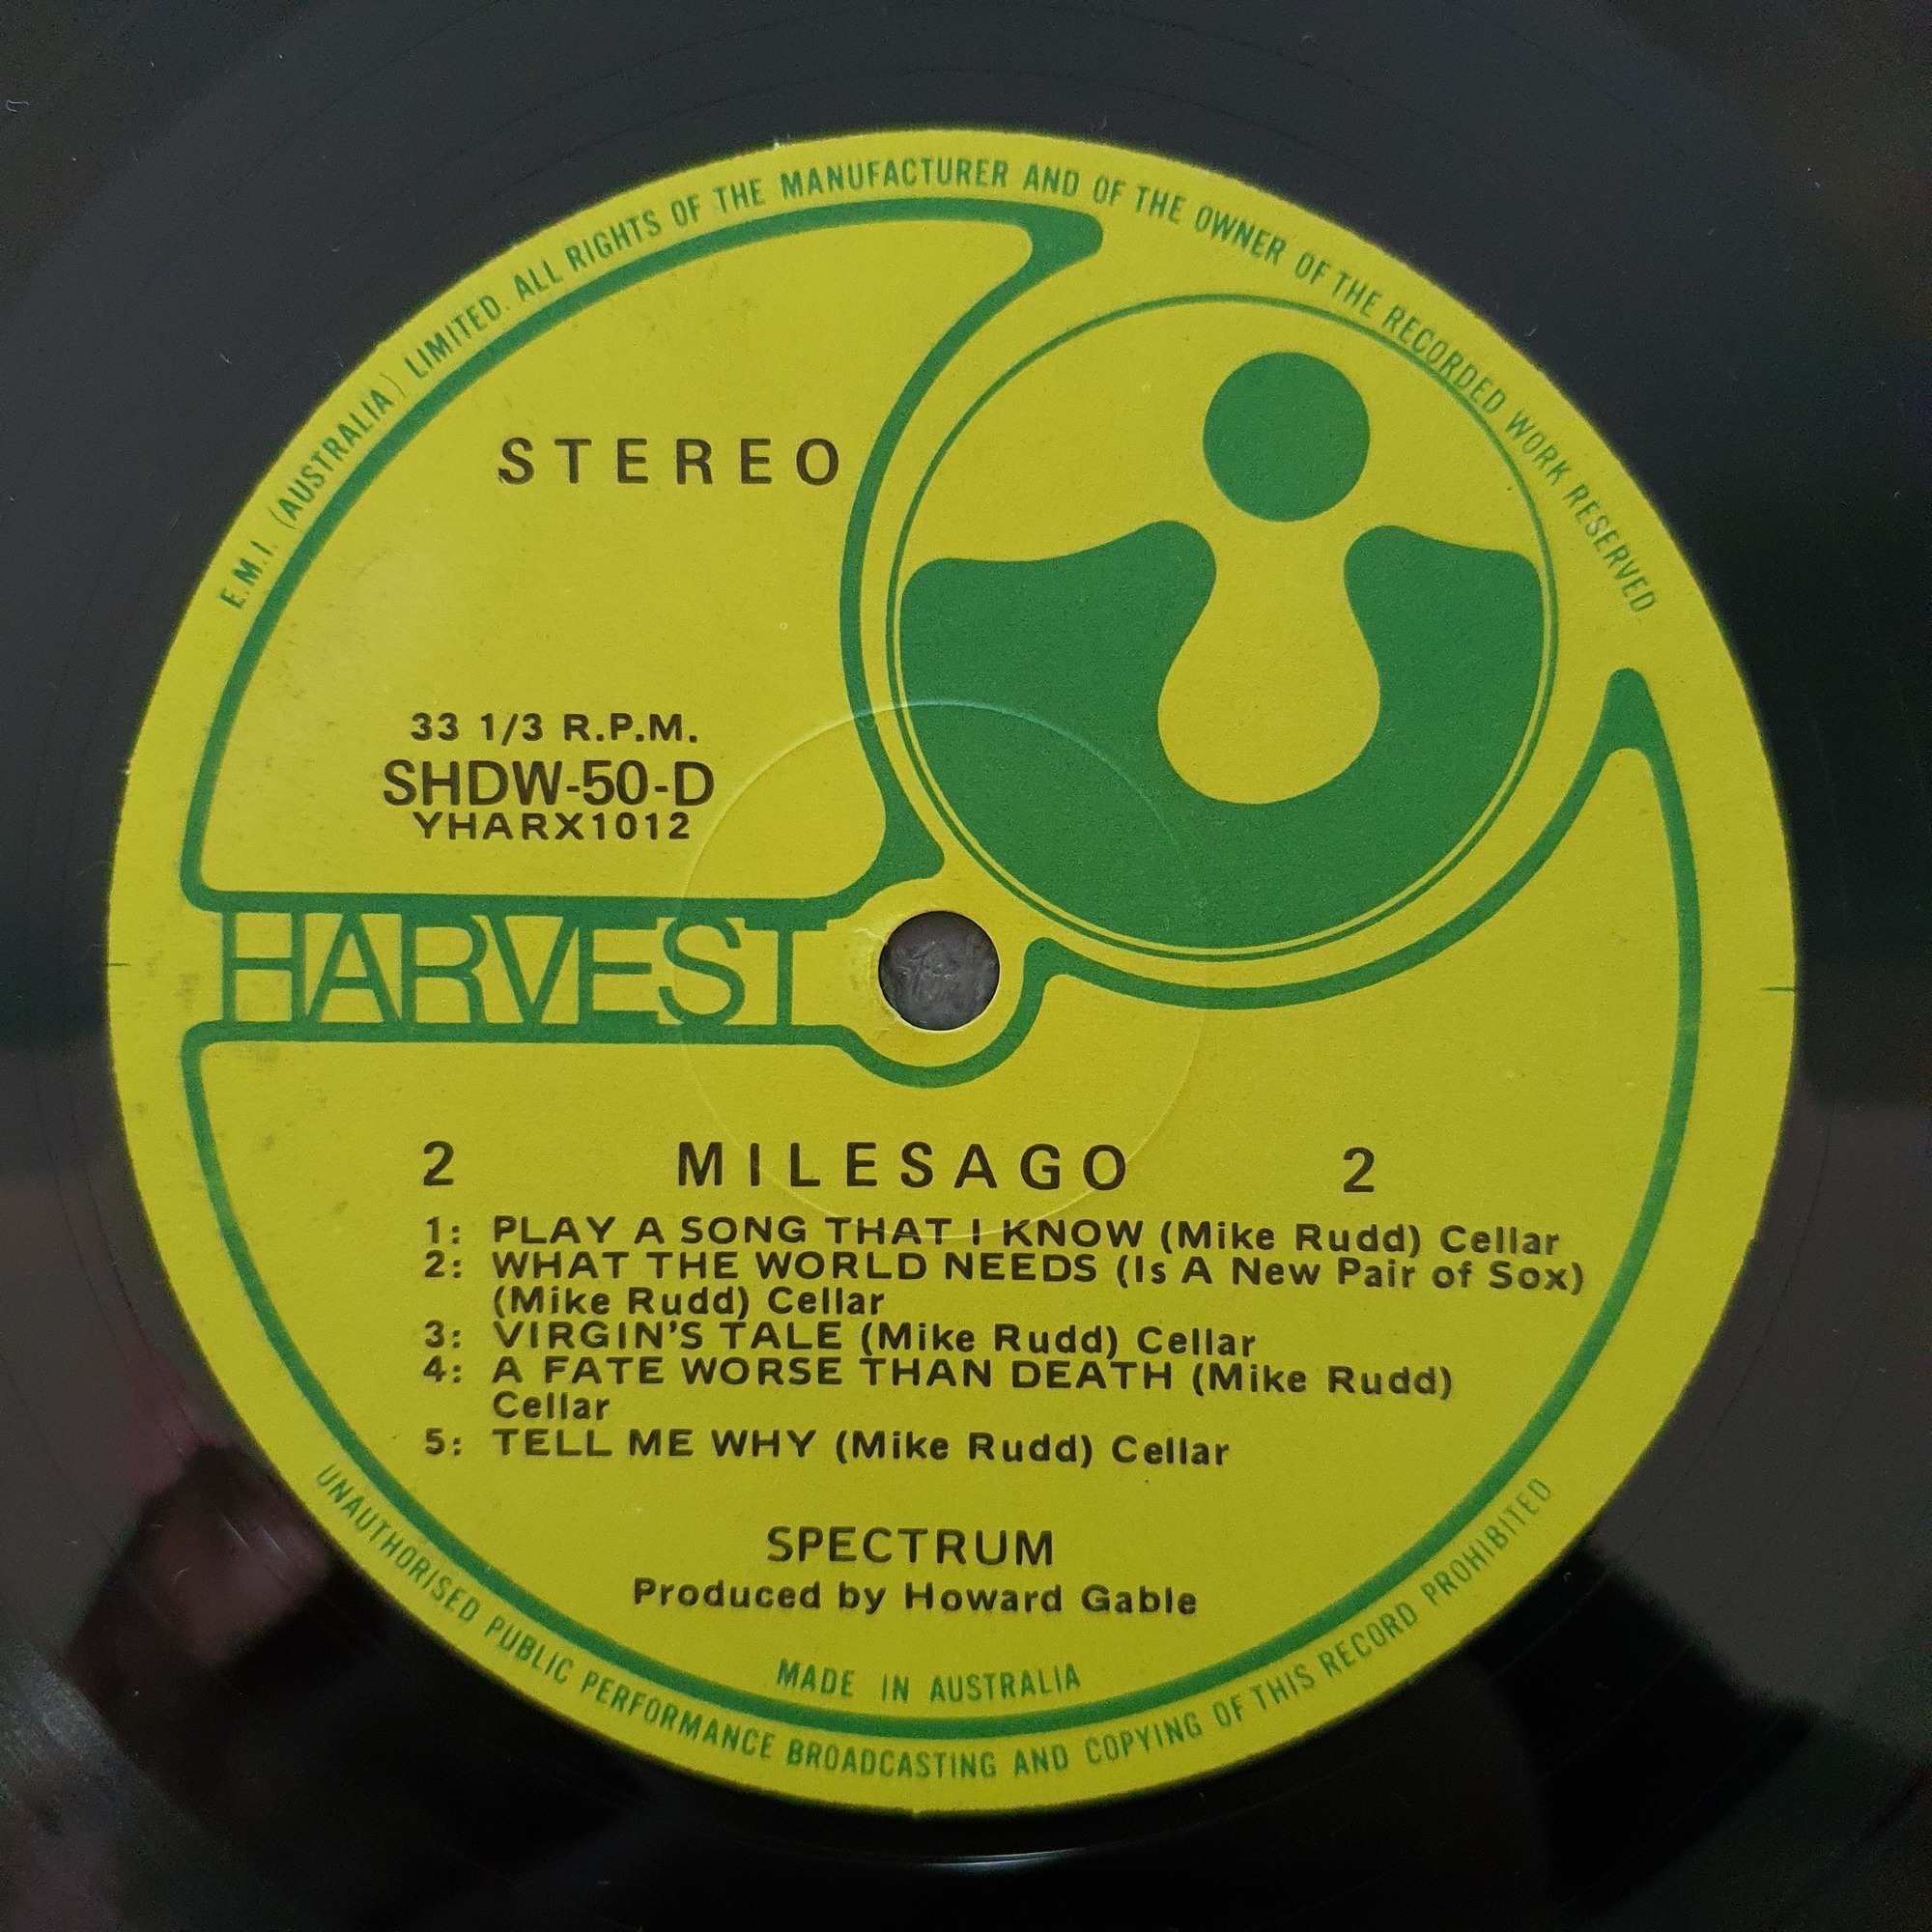 E.M.I. (AUSTRALIA) LIMITED. ALL RIGHTS OF THE MANUFACTURER AND OF THE OWNER OF THE RECORDED WORK RESERVED.
STEREO
33 1/3 R.P.M.
SHDW-50-D
YHARX1012
HARVEST
2 MILESAGO 2
1: PLAY A SONG THAT I KNOW (Mike Rudd) Cellar
2: WHAT THE WORLD NEEDS (Is A New Pair of Sox)
(Mike Rudd) Cellar
3: VIRGIN'S TALE (Mike Rudd) Cellar
4: A FATE WORSE THAN DEATH (Mike Rudd)
Cellar
5: TELL ME WHY (Mike Rudd) Cellar
SPECTRUM
Produced by Howard Gable
MADE IN AUSTRALIA
UNAUTHORISED PUBLIC PERFORMANCE BROADCASTING AND COPYING OF THIS RECORD PROHIBITED